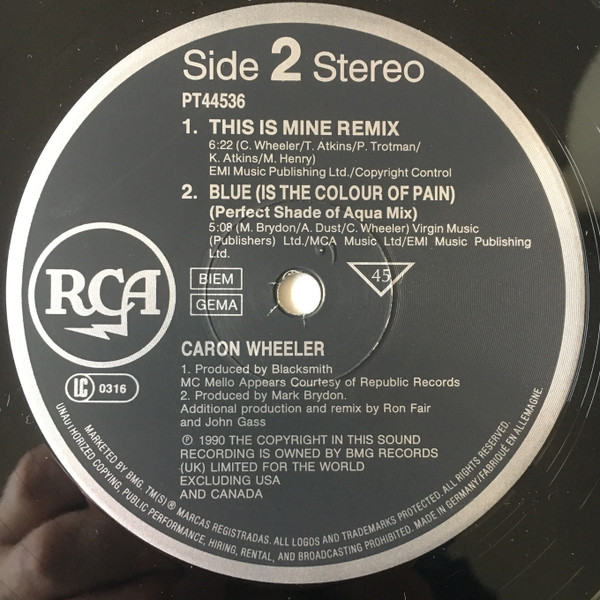 Side 2 Stereo
PT44536
1. THIS IS MINE REMIX
6:22 (C. Wheeler/T. Atkins/P. Trotman/
K. Atkins/M. Henry)
EMI Music Publishing Ltd./Copyright Control
2. BLUE (IS THE COLOUR OF PAIN)
(Perfect Shade of Aqua Mix)
5:08 (M. Brydon/A. Dust/C. Wheeler) Virgin Music
(Publishers) Ltd./MCA Music Ltd/EMI Music Publishing
Ltd.
RCA
BIEM
GEMA
45
LC 0316
CARON WHEELER
1. Produced by Blacksmith
MC Mello Appears Courtesy of Republic Records
2. Produced by Mark Brydon.
Additional production and remix by Ron Fair
and John Gass
℗ 1990 THE COPYRIGHT IN THIS SOUND
RECORDING IS OWNED BY BMG RECORDS
(UK) LIMITED FOR THE WORLD
EXCLUDING USA
AND CANADA
MARKETED BY BMG. TM(S) ® MARCAS REGISTRADAS. ALL LOGOS AND TRADEMARKS PROTECTED. ALL RIGHTS RESERVED.
UNAUTHORIZED COPYING, PUBLIC PERFORMANCE, HIRING, RENTAL, AND BROADCASTING PROHIBITED. MADE IN GERMANY/FABRIQUÉ EN ALLEMAGNE.